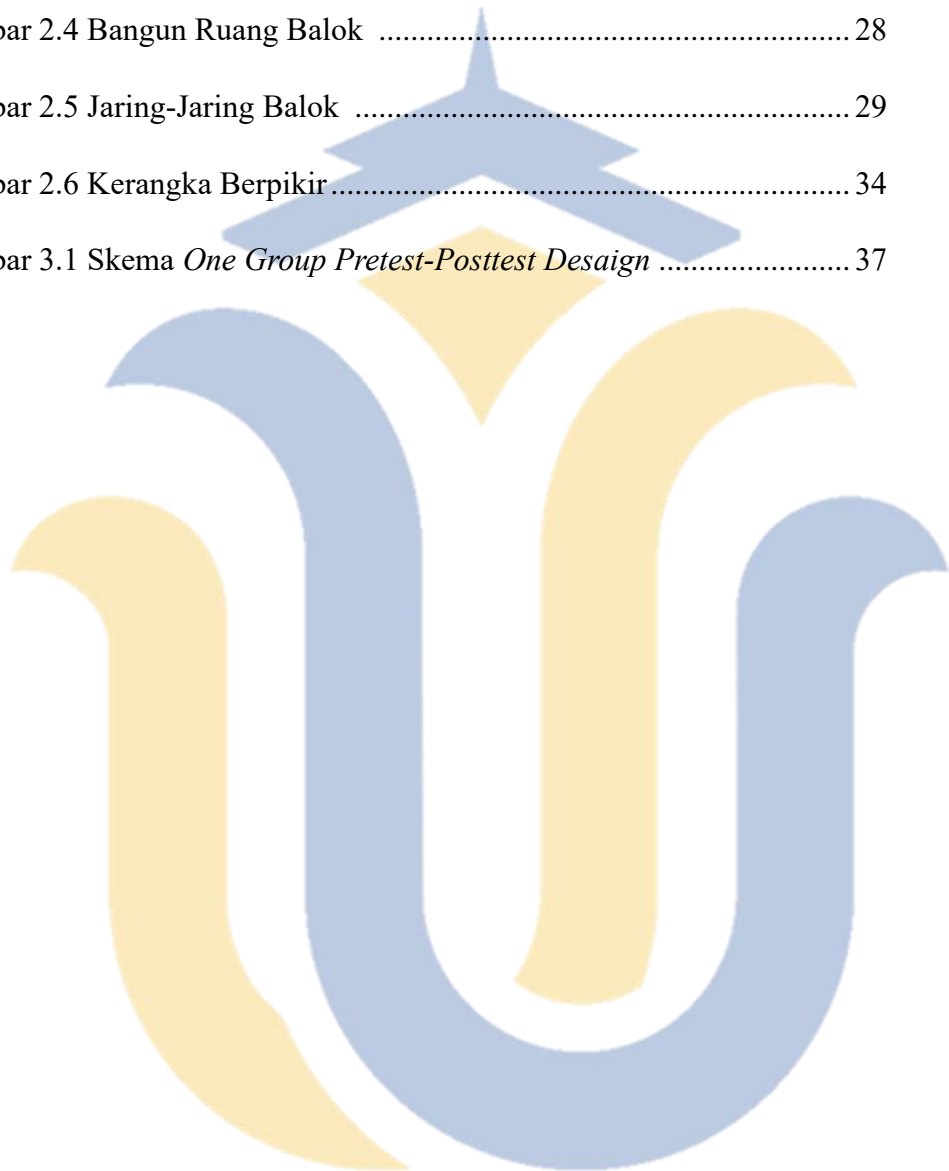 bar 2.4 Bangun Ruang Balok ........................................................... 28
bar 2.5 Jaring-Jaring Balok .............................................................. 29
bar 2.6 Kerangka Berpikir................................................................. 34
bar 3.1 Skema One Group Pretest-Posttest Desaign ........................ 37